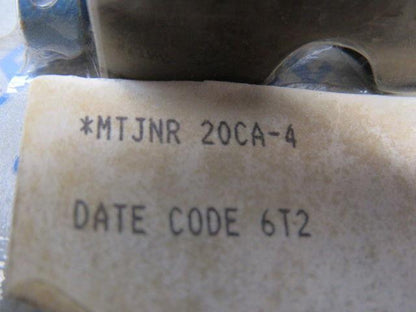 *MTJNR 20CA-4
DATE CODE 6T2